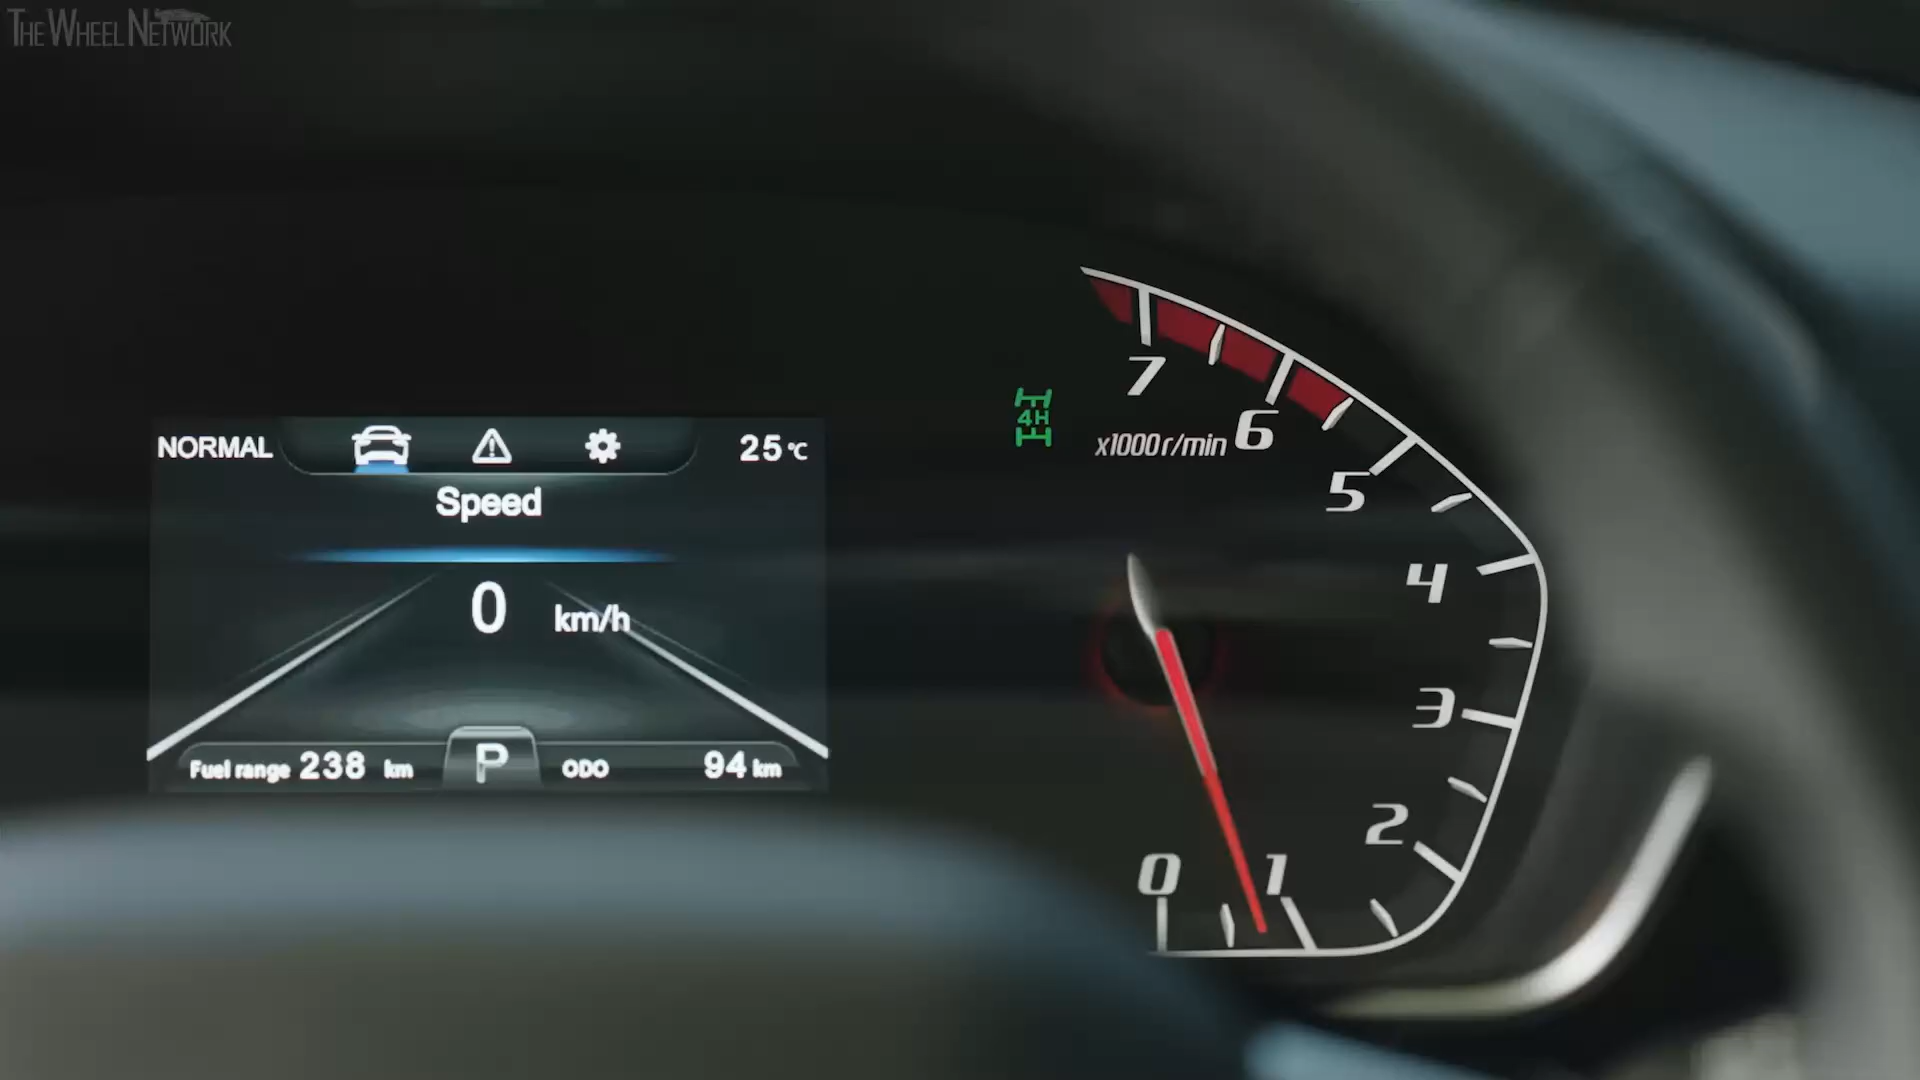 THE WHEEL NETWORK
NORMAL
25°C
Speed
0 km/h
Fuel range 238 km
P
ODO 94 km
4H
x1000r/min
7
6
5
4
3
2
1
0